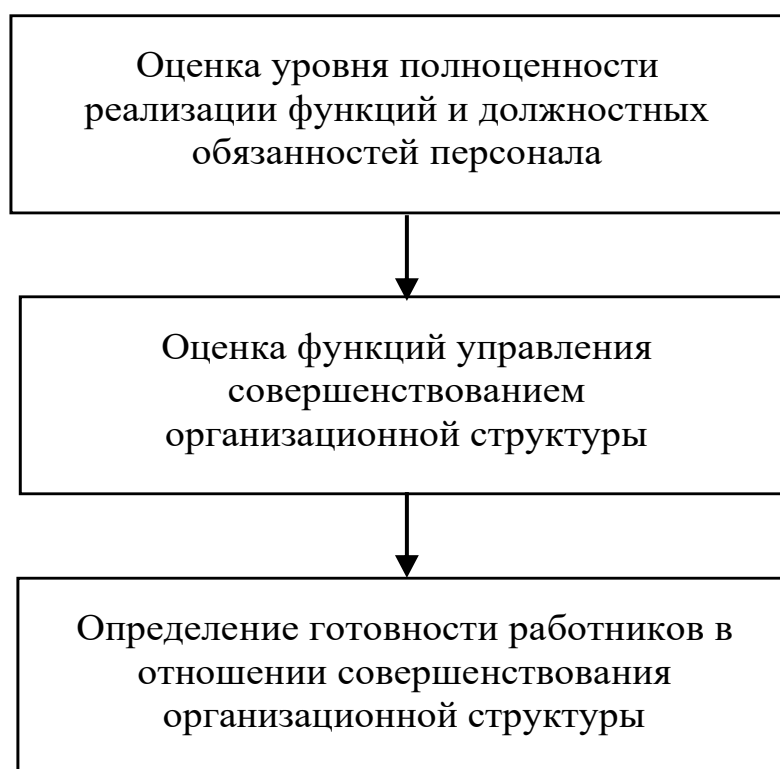 Оценка уровня полноценности
реализации функций и должностных
обязанностей персонала
Оценка функций управления
совершенствованием
организационной структуры
Определение готовности работников в
отношении совершенствования
организационной структуры